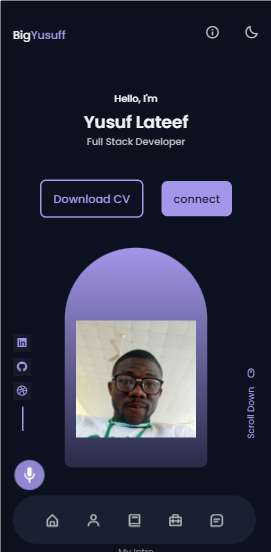 BigYusuff
Hello, I'm
Yusuf Lateef
Full Stack Developer
Download CV
connect
Scroll Down
My Intro